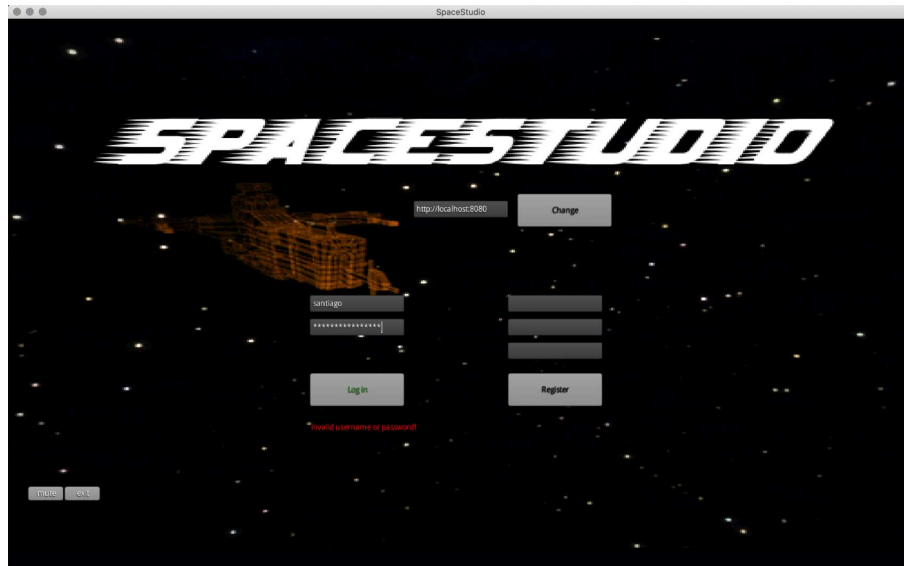 SpaceStudio
SPACESTUDIO
http://localhost:8080
Change
santiago
****************
Log in
Register
Invalid username or password!
mute
exit